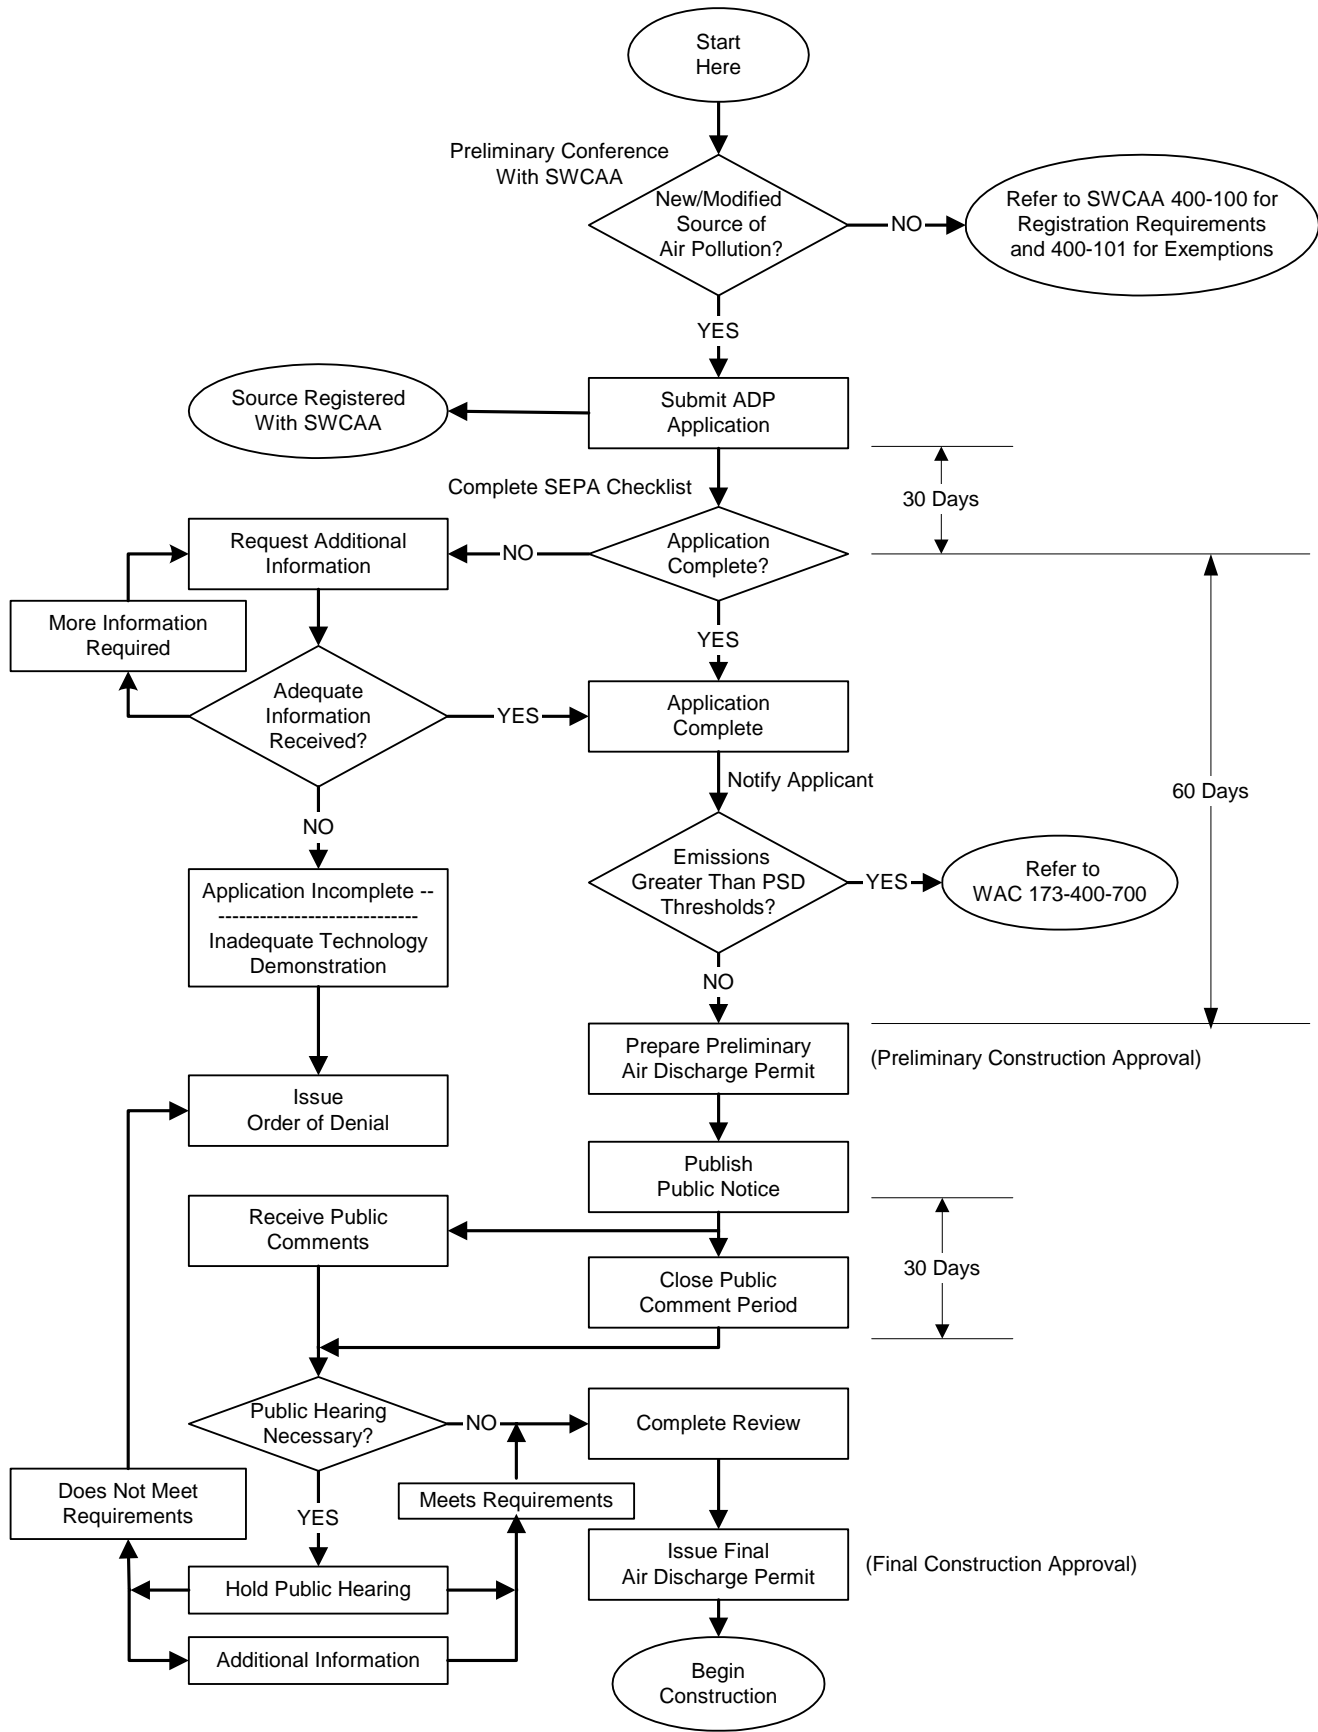 Start
Here
Preliminary Conference
With SWCAA
New/Modified
Source of
Air Pollution?
NO
Refer to SWCAA 400-100 for
Registration Requirements
and 400-101 for Exemptions
YES
Source Registered
With SWCAA
Submit ADP
Application
Complete SEPA Checklist
30 Days
Request Additional
Information
NO
Application
Complete?
More Information
Required
YES
Adequate
Information
Received?
YES
Application
Complete
Notify Applicant
60 Days
NO
Emissions
Greater Than PSD
Thresholds?
YES
Refer to
WAC 173-400-700
Application Incomplete --
-----------------------------
Inadequate Technology
Demonstration
NO
Prepare Preliminary
Air Discharge Permit
(Preliminary Construction Approval)
Issue
Order of Denial
Publish
Public Notice
Receive Public
Comments
Close Public
Comment Period
30 Days
Public Hearing
Necessary?
NO
Complete Review
Does Not Meet
Requirements
YES
Meets Requirements
Issue Final
Air Discharge Permit
(Final Construction Approval)
Hold Public Hearing
Additional Information
Begin
Construction